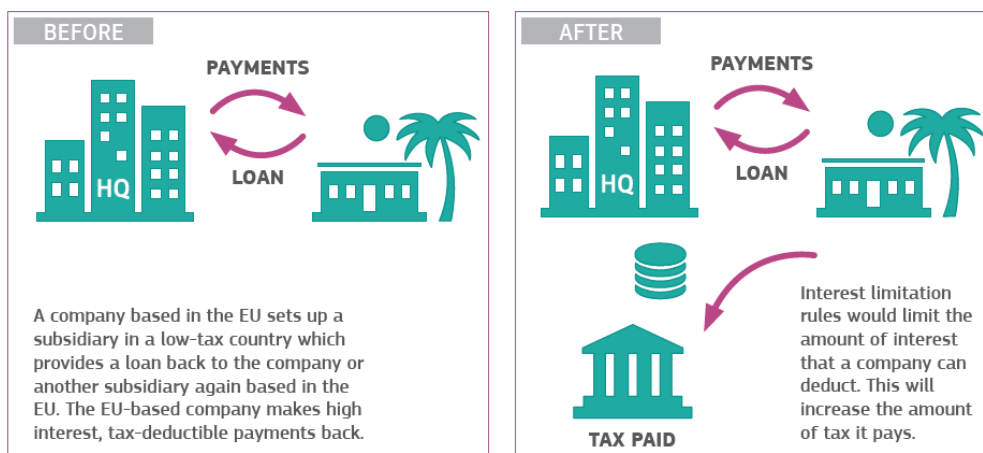 BEFORE
PAYMENTS
HQ
LOAN
A company based in the EU sets up a
subsidiary in a low-tax country which
provides a loan back to the company or
another subsidiary again based in the
EU. The EU-based company makes high
interest, tax-deductible payments back.
AFTER
PAYMENTS
HQ
LOAN
Interest limitation
rules would limit the
amount of interest
that a company can
deduct. This will
increase the amount
of tax it pays.
TAX PAID